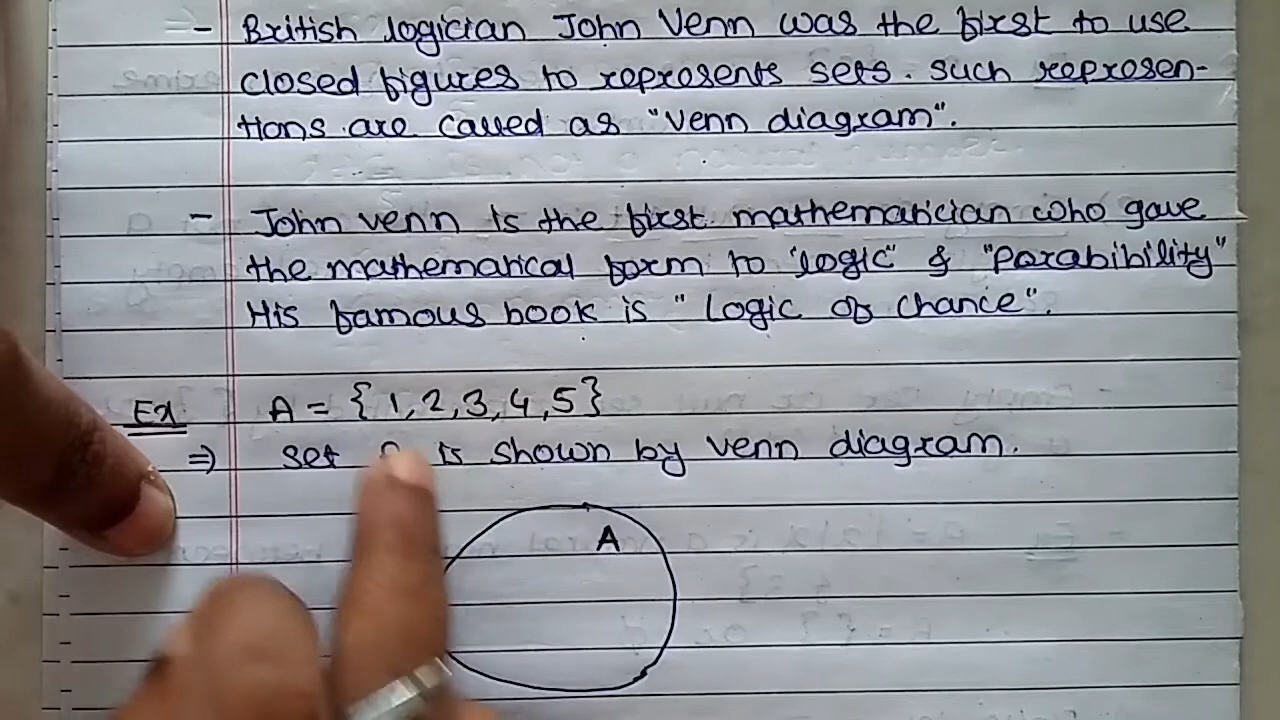 - British logician John Venn was the first to use
closed figures to represents sets. Such represen-
tions are called as "Venn diagram".
- John venn is the first mathematician who gave
the mathematical form to "logic" & "Parabibility"
His famous book is "Logic of Chance".
Ex A = {1,2,3,4,5}
⇒ set is shown by venn diagram.
A